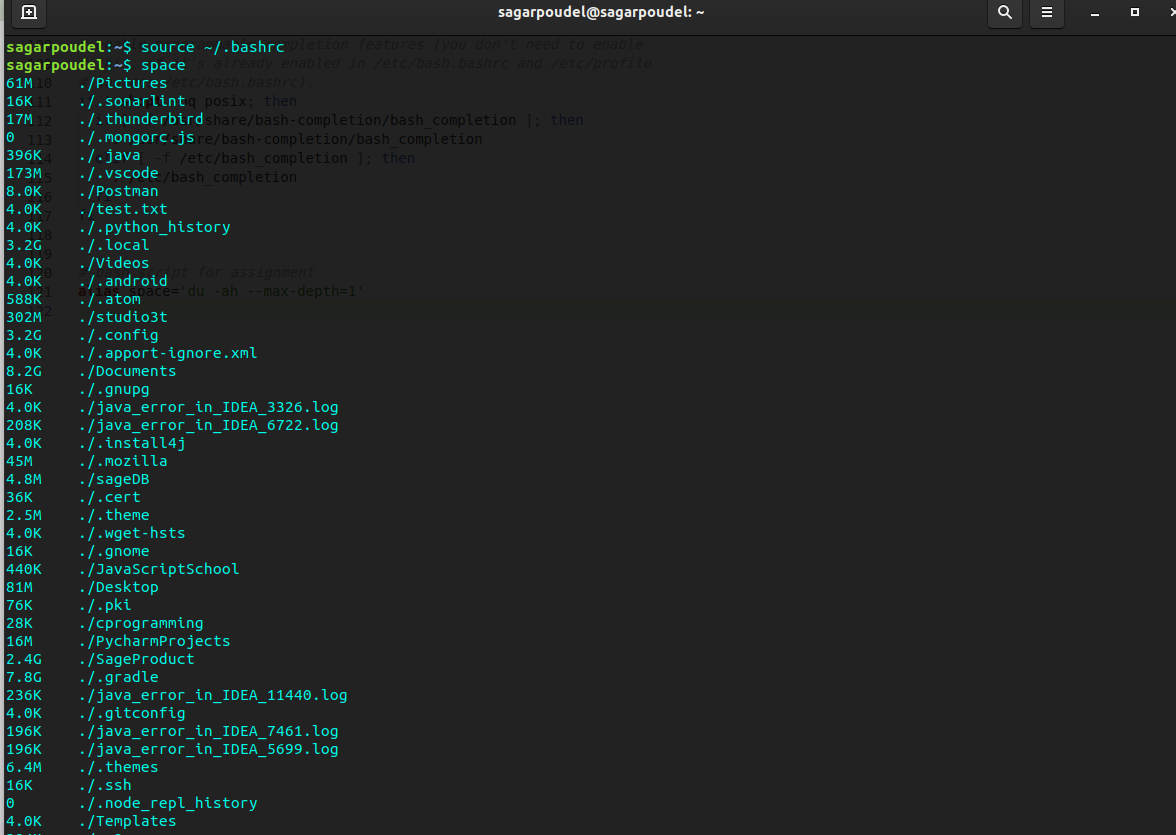 sagarpoudel@sagarpoudel: ~
sagarpoudel:~$ source ~/.bashrc
completion features (you don't need to enable
sagarpoudel:~$ space
s already enabled in /etc/bash.bashrc and /etc/profile
61M ./Pictures
/etc/bash.bashrc).
16K ./.sonarlint
posix; then
17M ./.thunderbird
share/bash-completion/bash_completion ]; then
0 ./.mongorc.js
share/bash-completion/bash_completion
396K ./.java
-f /etc/bash_completion ]; then
173M ./.vscode
/bash_completion
8.0K ./Postman
4.0K ./test.txt
4.0K ./.python_history
3.2G ./.local
4.0K ./Videos
4.0K ./.android
script for assignment
588K ./.atom
alias space='du -ah --max-depth=1'
302M ./studio3t
3.2G ./.config
4.0K ./.apport-ignore.xml
8.2G ./Documents
16K ./.gnupg
4.0K ./java_error_in_IDEA_3326.log
208K ./java_error_in_IDEA_6722.log
4.0K ./.install4j
45M ./.mozilla
4.8M ./sageDB
36K ./.cert
2.5M ./.theme
4.0K ./.wget-hsts
16K ./.gnome
440K ./JavaScriptSchool
81M ./Desktop
76K ./.pki
28K ./cprogramming
16M ./PycharmProjects
2.4G ./SageProduct
7.8G ./.gradle
236K ./java_error_in_IDEA_11440.log
4.0K ./.gitconfig
196K ./java_error_in_IDEA_7461.log
196K ./java_error_in_IDEA_5699.log
6.4M ./.themes
16K ./.ssh
0 ./.node_repl_history
4.0K ./Templates